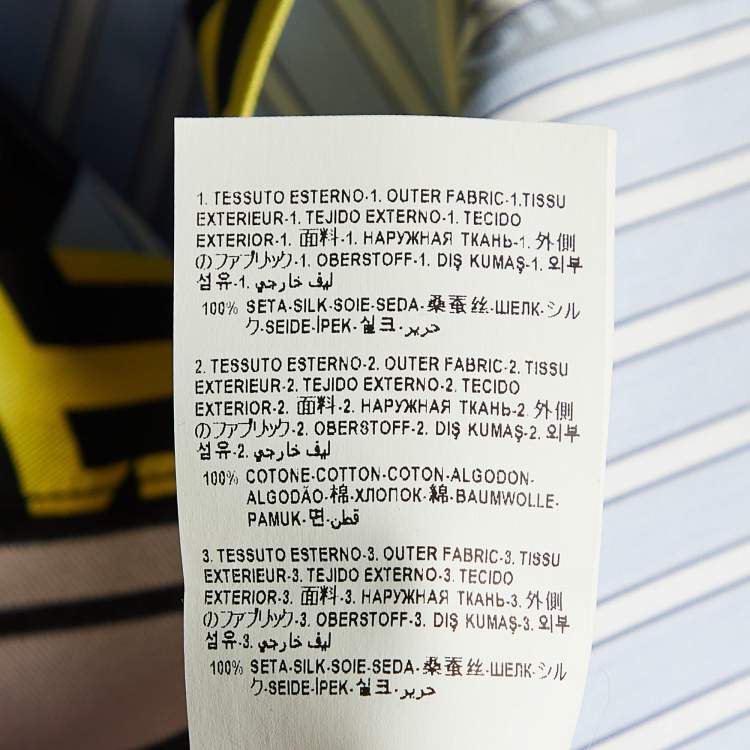 1. TESSUTO ESTERNO-1. OUTER FABRIC-1.TISSU
EXTERIEUR-1. TEJIDO EXTERNO-1. TECIDO
EXTERIOR-1. 面料-1. НАРУЖНАЯ ТКАНЬ-1. 外側
のファブリック-1. OBERSTOFF-1. DIŞ KUMAŞ-1. 외부
섬유-1. ليف خارجي
100% SETA-SILK-SOIE-SEDA-桑蚕丝-ШЕЛК-シル
ク-SEIDE-İPEK-실크-حرير
2. TESSUTO ESTERNO-2. OUTER FABRIC-2. TISSU
EXTERIEUR-2. TEJIDO EXTERNO-2. TECIDO
EXTERIOR-2. 面料-2. НАРУЖНАЯ ТКАНЬ-2. 外側
のファブリック-2. OBERSTOFF-2. DIŞ KUMAŞ-2. 외부
섬유-2. ليف خارجي
100% COTONE-COTTON-COTON-ALGODON-
ALGODÃO-棉-ХЛОПОК-綿-BAUMWOLLE-
PAMUK-면-قطن
3. TESSUTO ESTERNO-3. OUTER FABRIC-3. TISSU
EXTERIEUR-3. TEJIDO EXTERNO-3. TECIDO
EXTERIOR-3. 面料-3. НАРУЖНАЯ ТКАНЬ-3. 外側
のファブリック-3. OBERSTOFF-3. DIŞ KUMAŞ-3. 외부
섬유-3. ليف خارجي
100% SETA-SILK-SOIE-SEDA-桑蚕丝-ШЕЛК-シル
ク-SEIDE-İPEK-실크-حرير